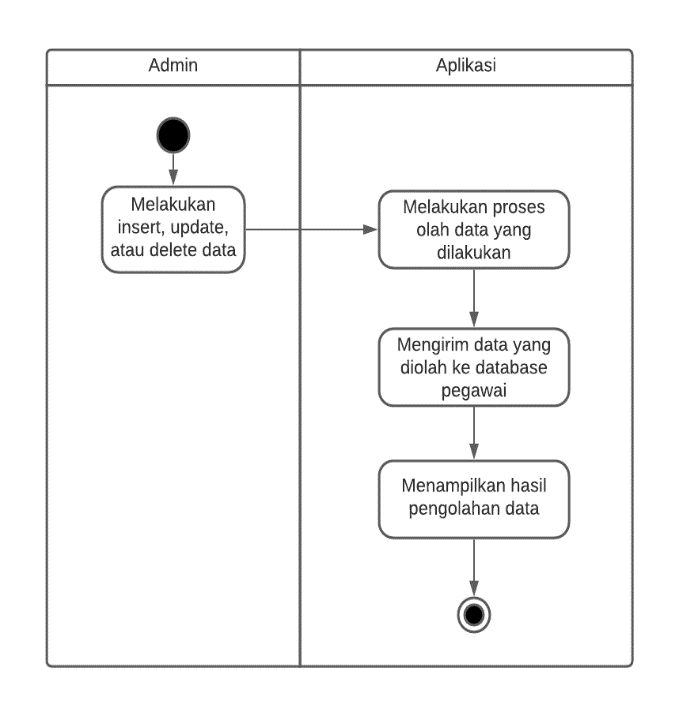 Admin
Aplikasi
Melakukan
insert, update,
atau delete data
Melakukan proses
olah data yang
dilakukan
Mengirim data yang
diolah ke database
pegawai
Menampilkan hasil
pengolahan data